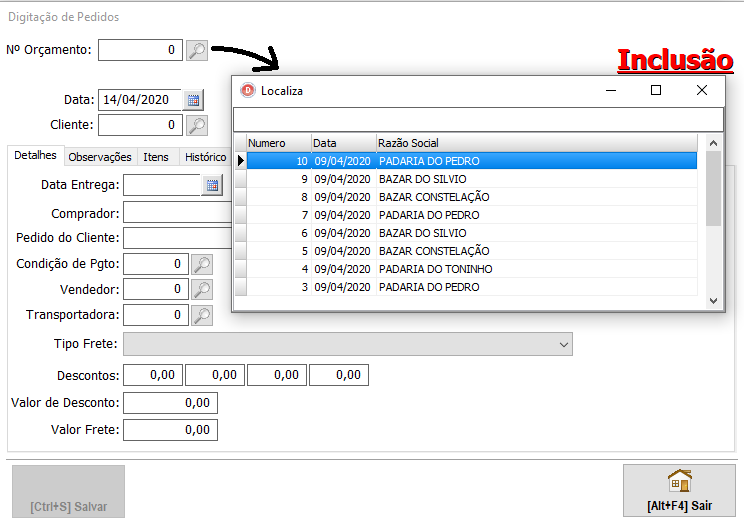 Digitação de Pedidos
Nº Orçamento: 0
Inclusão
Data: 14/04/2020
Cliente: 0
Detalhes Observações Itens Histórico
Data Entrega:
Comprador:
Pedido do Cliente:
Condição de Pgto: 0
Vendedor: 0
Transportadora: 0
Tipo Frete:
Descontos: 0,00 0,00 0,00 0,00
Valor de Desconto: 0,00
Valor Frete: 0,00
D Localiza
Numero Data Razão Social
10 09/04/2020 PADARIA DO PEDRO
9 09/04/2020 BAZAR DO SILVIO
8 09/04/2020 BAZAR CONSTELAÇÃO
7 09/04/2020 PADARIA DO PEDRO
6 09/04/2020 BAZAR DO SILVIO
5 09/04/2020 BAZAR CONSTELAÇÃO
4 09/04/2020 PADARIA DO TONINHO
3 09/04/2020 PADARIA DO PEDRO
[Ctrl+S] Salvar
[Alt+F4] Sair